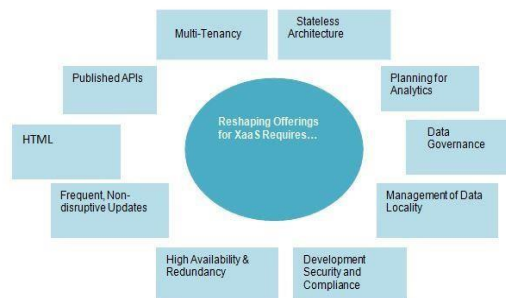 Multi-Tenancy
Stateless
Architecture
Published APIs
Planning for
Analytics
Reshaping Offerings
for XaaS Requires...
HTML
Data
Governance
Frequent, Non-
disruptive Updates
Management of Data
Locality
High Availability &
Redundancy
Development
Security and
Compliance